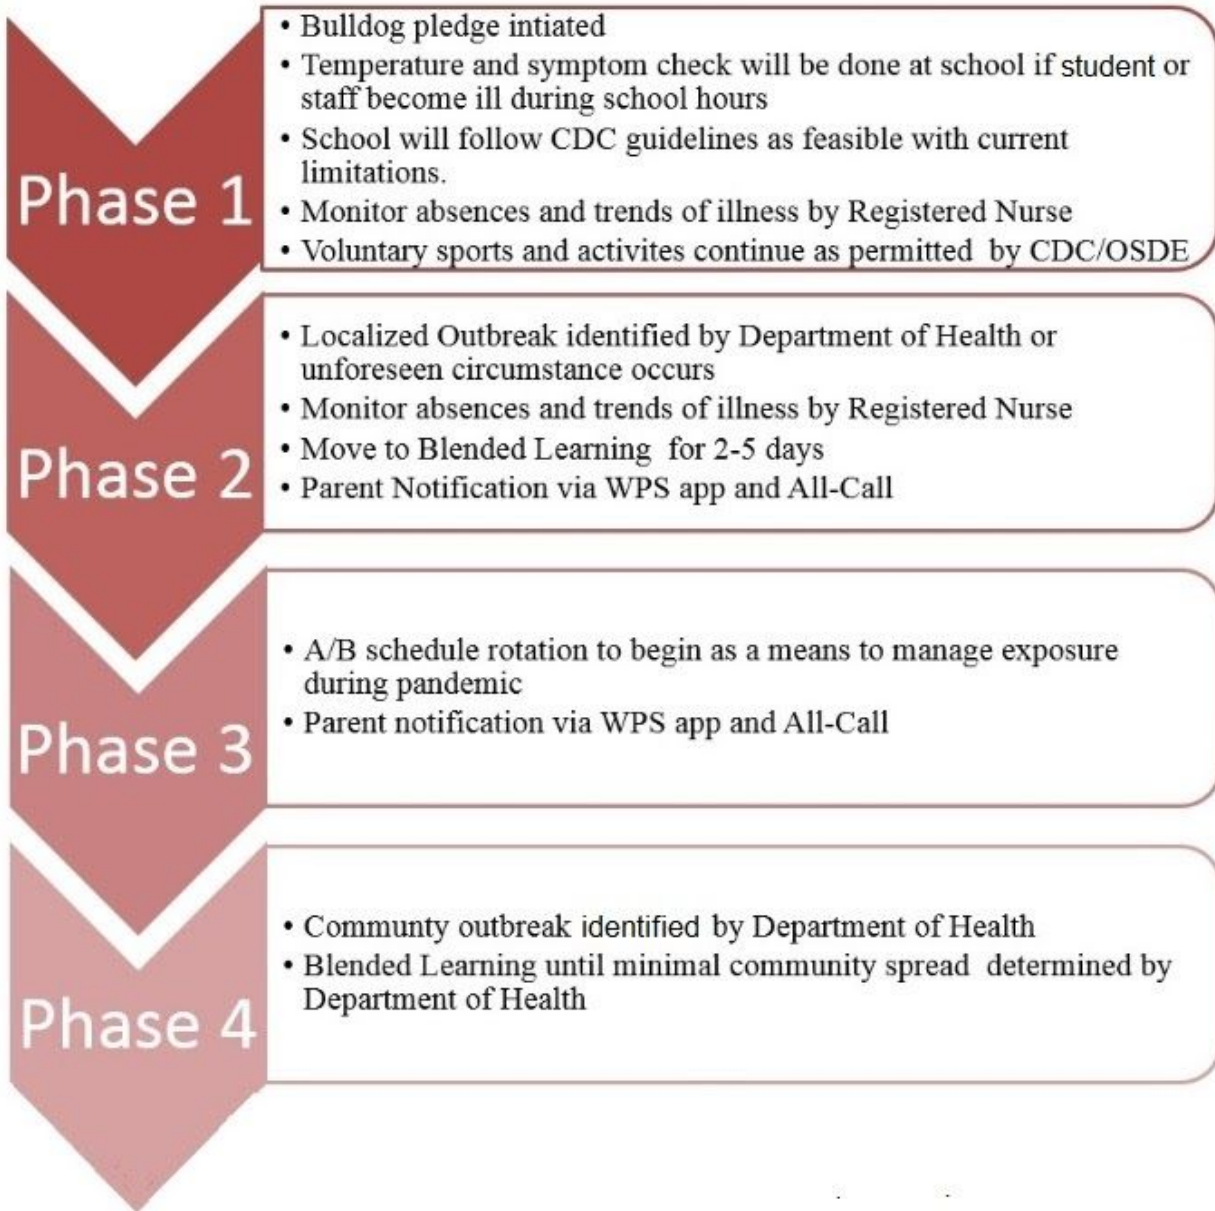 Phase 1
• Bulldog pledge intiated
• Temperature and symptom check will be done at school if student or
staff become ill during school hours
• School will follow CDC guidelines as feasible with current
limitations.
• Monitor absences and trends of illness by Registered Nurse
• Voluntary sports and activites continue as permitted by CDC/OSDE
Phase 2
• Localized Outbreak identified by Department of Health or
unforeseen circumstance occurs
• Monitor absences and trends of illness by Registered Nurse
• Move to Blended Learning for 2-5 days
• Parent Notification via WPS app and All-Call
Phase 3
• A/B schedule rotation to begin as a means to manage exposure
during pandemic
• Parent notification via WPS app and All-Call
Phase 4
• Communty outbreak identified by Department of Health
• Blended Learning until minimal community spread determined by
Department of Health